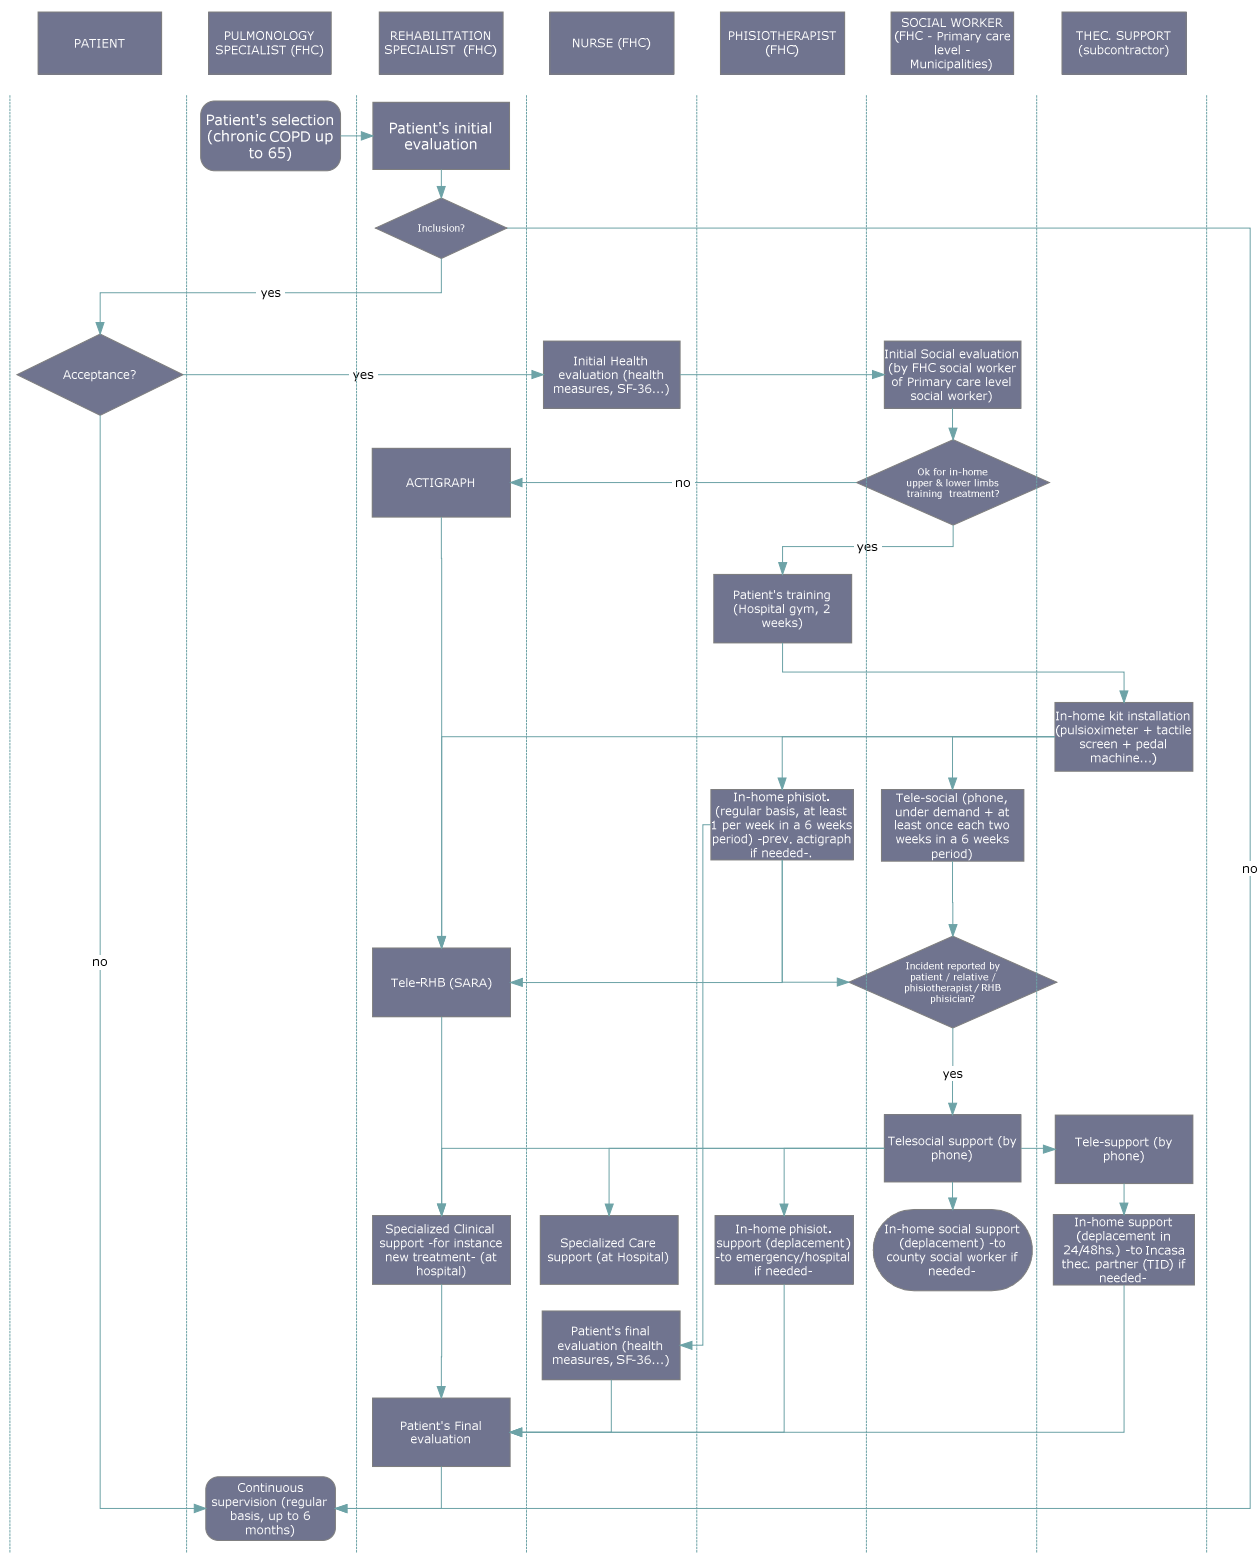 PATIENT
PULMONOLOGY
SPECIALIST (FHC)
REHABILITATION
SPECIALIST (FHC)
NURSE (FHC)
PHISIOTHERAPIST
(FHC)
SOCIAL WORKER
(FHC - Primary care
level -
Municipalities)
THEC. SUPPORT
(subcontractor)
Patient's selection
(chronic COPD up
to 65)
Patient's initial
evaluation
Inclusion?
yes
Acceptance?
yes
Initial Health
evaluation (health
measures, SF-36...)
Initial Social evaluation
(by FHC social worker
of Primary care level
social worker)
ACTIGRAPH
no
Ok for in-home
upper & lower limbs
training treatment?
yes
Patient's training
(Hospital gym, 2
weeks)
In-home kit installation
(pulsioximeter + tactile
screen + pedal
machine...)
In-home phisiot.
(regular basis, at least
1 per week in a 6 weeks
period) -prev. actigraph
if needed-.
Tele-social (phone,
under demand + at
least once each two
weeks in a 6 weeks
period)
no
no
Tele-RHB (SARA)
Incident reported by
patient / relative /
phisiotherapist / RHB
phisician?
yes
Telesocial support (by
phone)
Tele-support (by
phone)
Specialized Clinical
support -for instance
new treatment- (at
hospital)
Specialized Care
support (at Hospital)
In-home phisiot.
support (deplacement)
-to emergency/hospital
if needed-
In-home social support
(deplacement) -to
county social worker if
needed-
In-home support
(deplacement in
24/48hs.) -to Incasa
thec. partner (TID) if
needed-
Patient's final
evaluation (health
measures, SF-36...)
Patient's Final
evaluation
Continuous
supervision (regular
basis, up to 6
months)